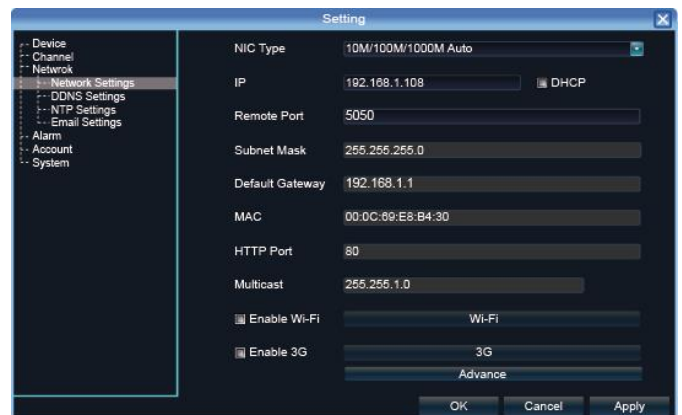 Setting
Device
Channel
Netwrok
Network Settings
DDNS Settings
NTP Settings
Email Settings
Alarm
Account
System
NIC Type 10M/100M/1000M Auto
IP 192.168.1.108 DHCP
Remote Port 5050
Subnet Mask 255.255.255.0
Default Gateway 192.168.1.1
MAC 00:0C:69:E8:B4:30
HTTP Port 80
Multicast 255.255.1.0
Enable Wi-Fi Wi-Fi
Enable 3G 3G
Advance
OK Cancel Apply